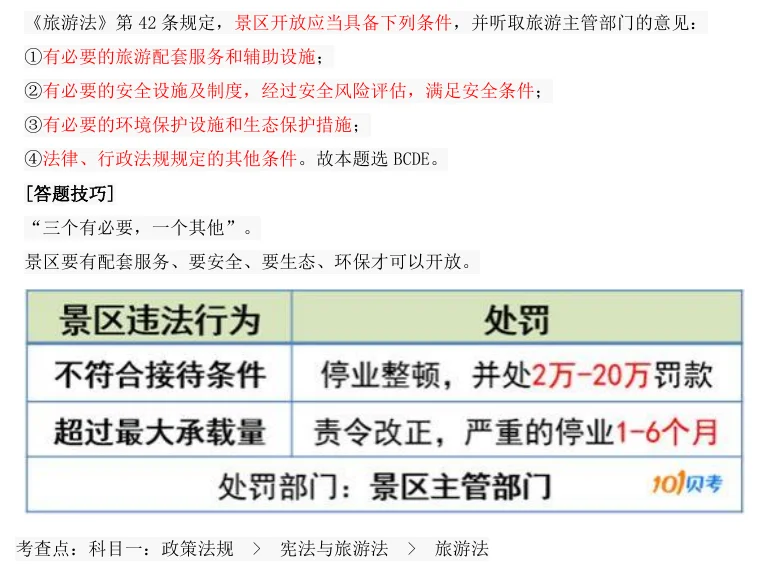 《旅游法》第 42 条规定，景区开放应当具备下列条件，并听取旅游主管部门的意见：
①有必要的旅游配套服务和辅助设施；
②有必要的安全设施及制度，经过安全风险评估，满足安全条件；
③有必要的环境保护设施和生态保护措施；
④法律、行政法规规定的其他条件。故本题选 BCDE。
[答题技巧]
“三个有必要，一个其他”。
景区要有配套服务、要安全、要生态、环保才可以开放。
景区违法行为 处罚
不符合接待条件 停业整顿，并处2万-20万罚款
超过最大承载量 责令改正，严重的停业1-6个月
处罚部门：景区主管部门 101贝考
考查点：科目一：政策法规 > 宪法与旅游法 > 旅游法